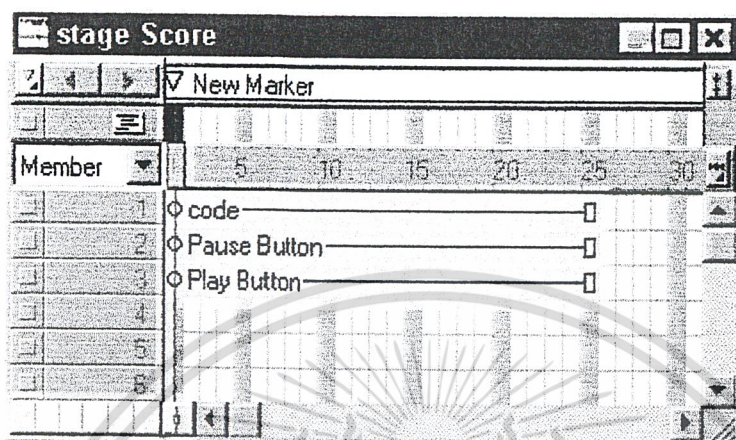 stage Score
New Marker
Member 5 10 15 20 25 30
1 code
2 Pause Button
3 Play Button
4
5
6